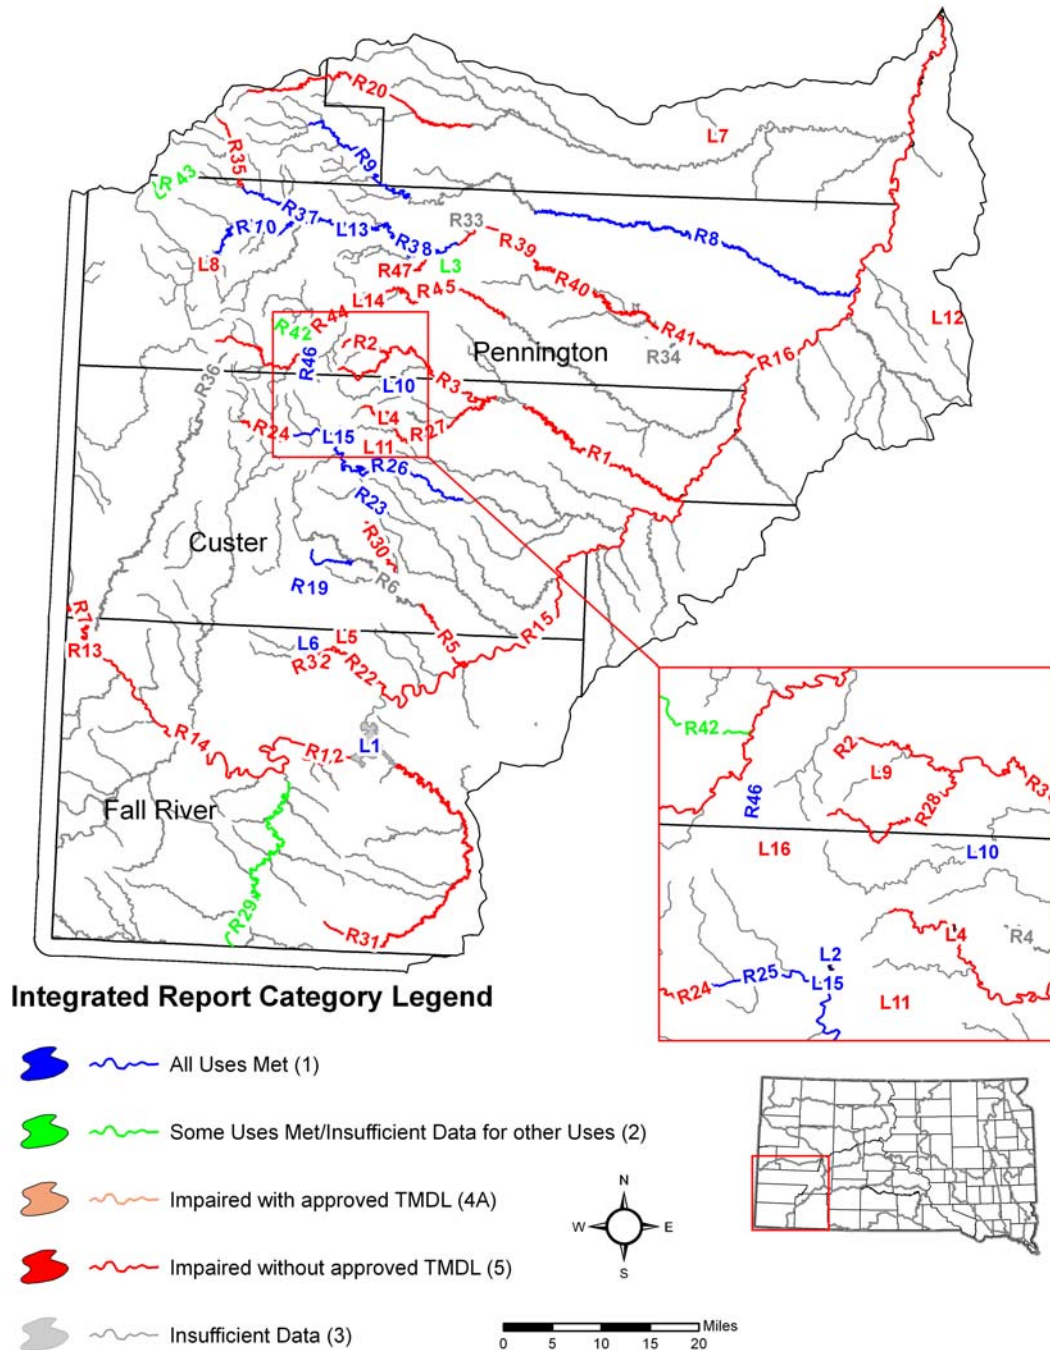 R20
L7
R35
R9
R43
R37
R10
L13
R33
R38
R8
L8
R47
L3
R39
R40
L14
R45
R44
R42
R2
R46
R41
L12
R34
Pennington
R16
R36
L10
R3
L4
R24
L15
R27
L11
R1
R26
R23
Custer
R30
R19
R6
R7
R13
L6
L5
R32
R22
R5
R15
R14
R12
L1
Fall River
R29
R31
R42
R2
L9
R3
R46
R28
L16
L10
L4
R4
L2
R24
R25
L15
L11
Integrated Report Category Legend
All Uses Met (1)
Some Uses Met/Insufficient Data for other Uses (2)
Impaired with approved TMDL (4A)
Impaired without approved TMDL (5)
Insufficient Data (3)
N
W
E
S
Miles
0 5 10 15 20